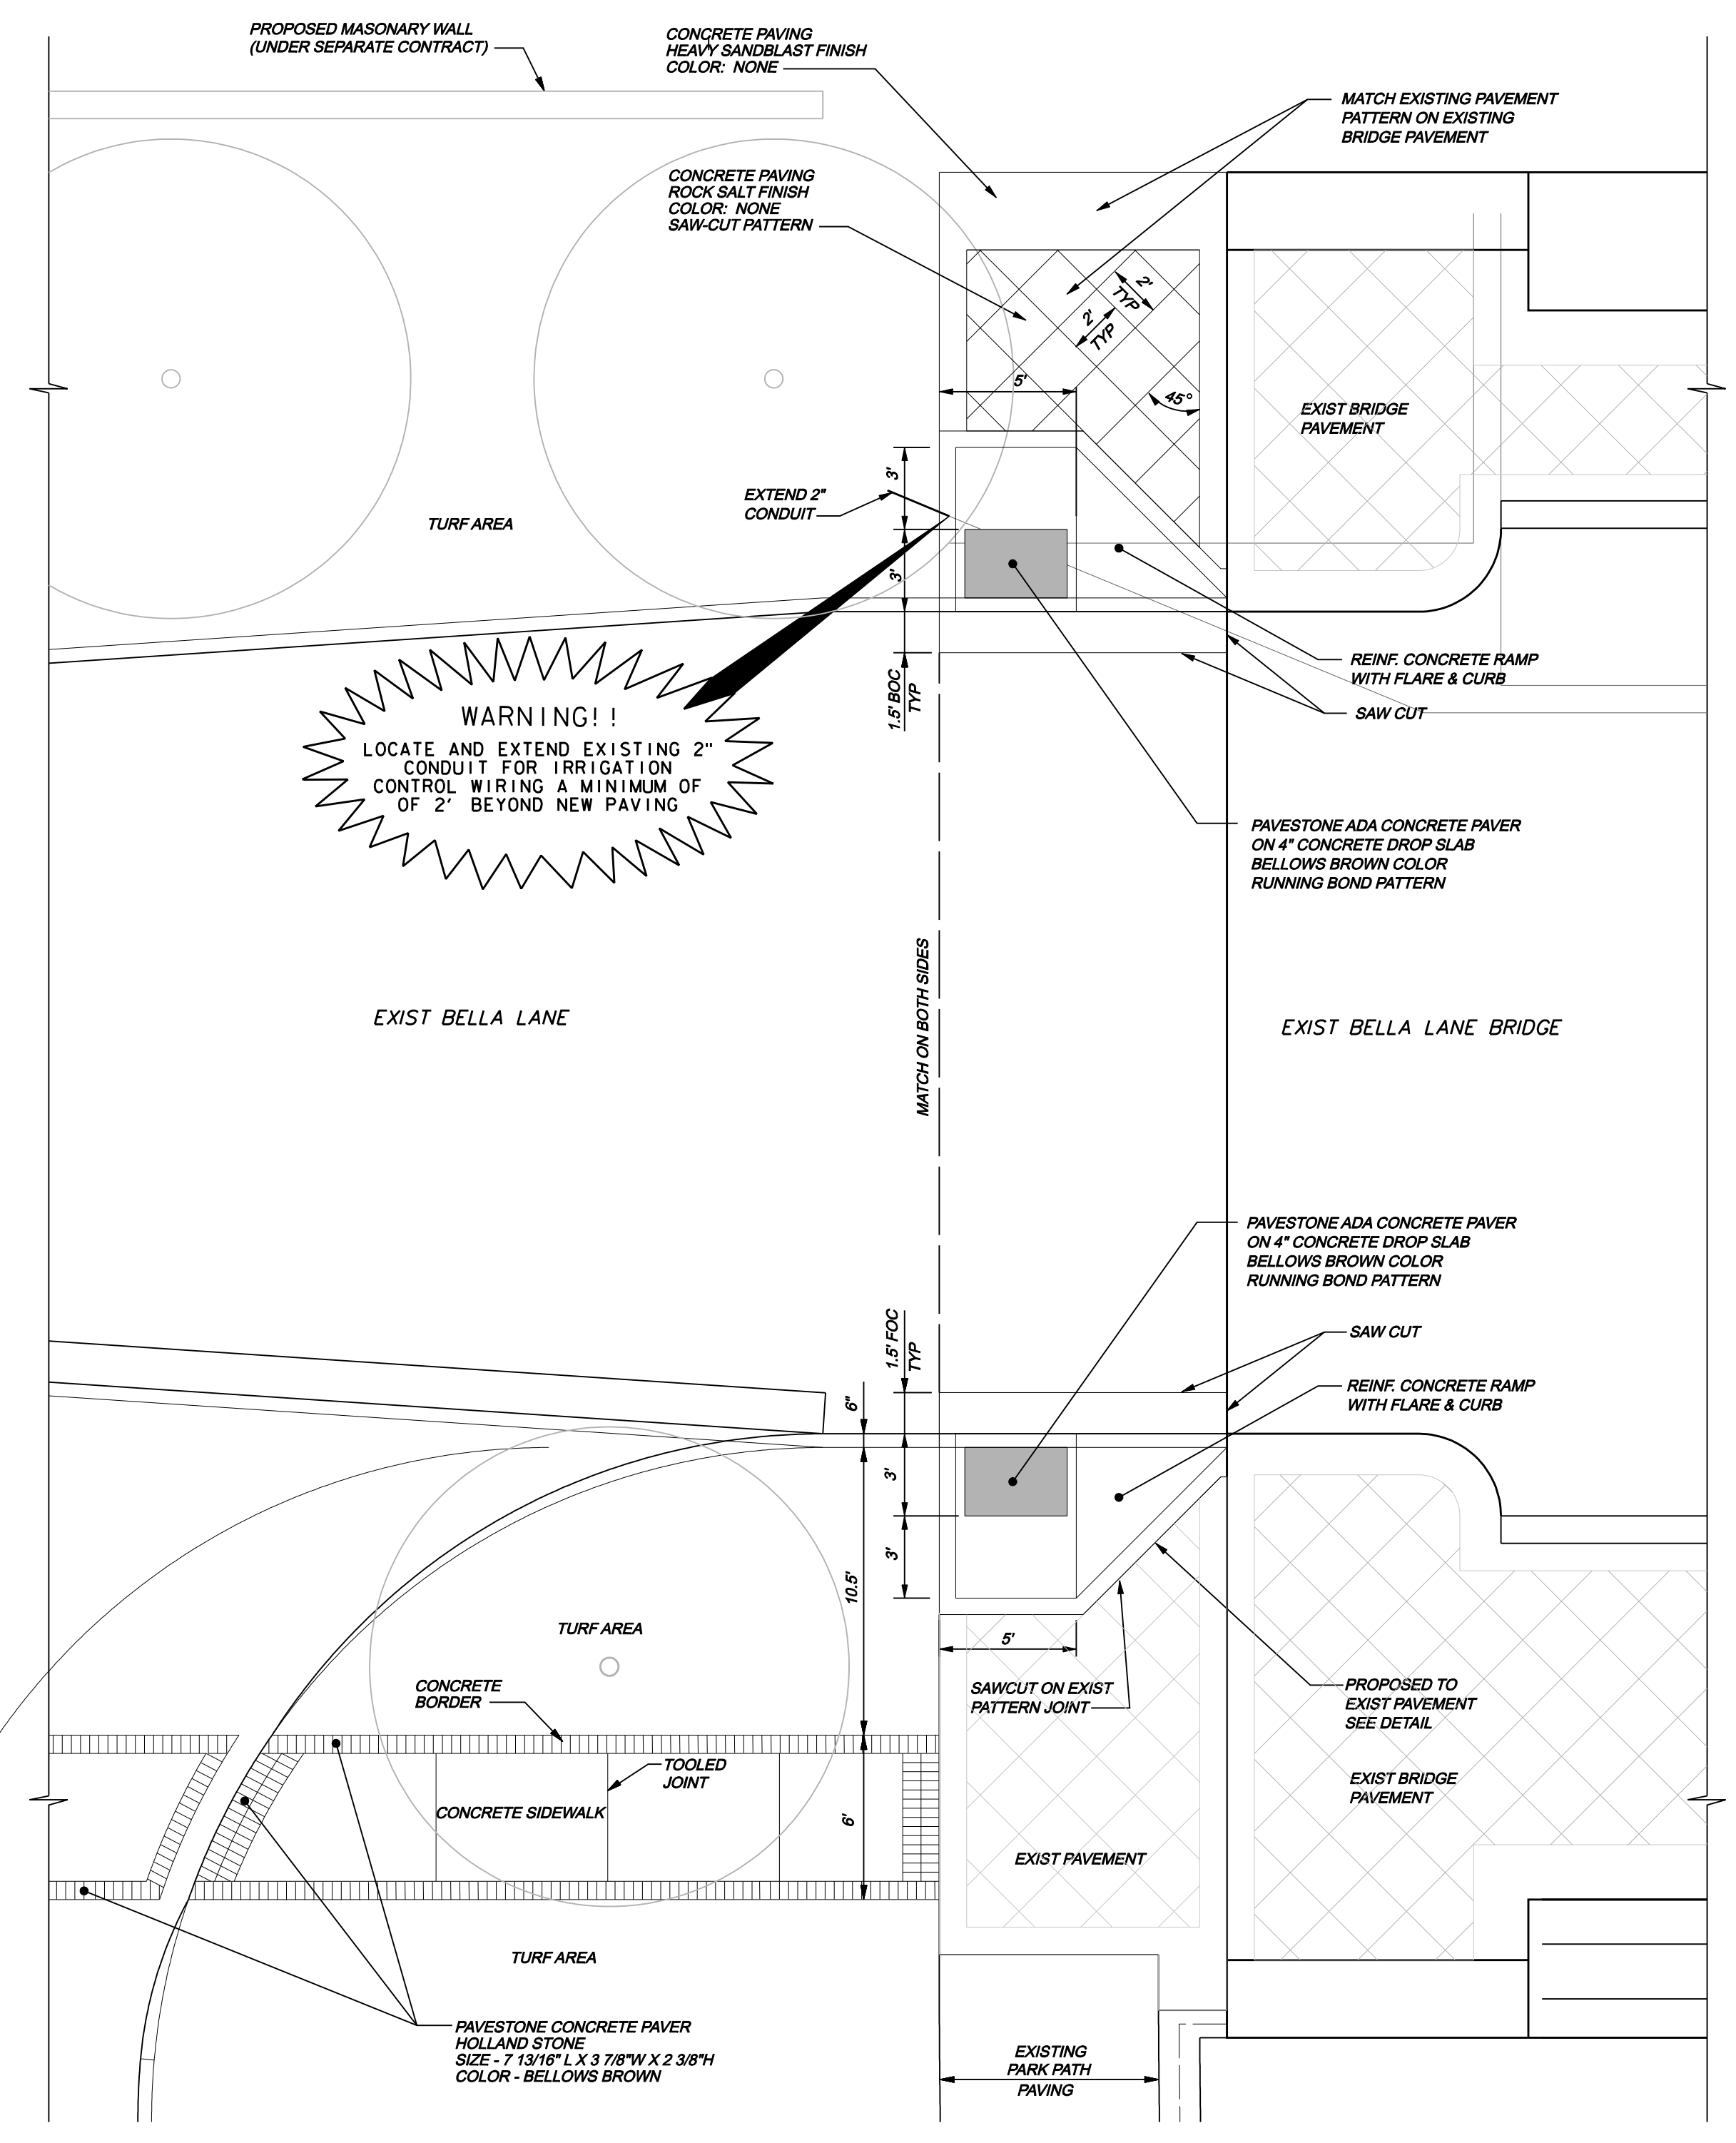 PROPOSED MASONARY WALL
(UNDER SEPARATE CONTRACT)
CONCRETE PAVING
HEAVY SANDBLAST FINISH
COLOR: NONE
MATCH EXISTING PAVEMENT
PATTERN ON EXISTING
BRIDGE PAVEMENT
CONCRETE PAVING
ROCK SALT FINISH
COLOR: NONE
SAW-CUT PATTERN
2'
TYP
2'
TYP
5'
45°
EXIST BRIDGE
PAVEMENT
3'
EXTEND 2"
CONDUIT
TURF AREA
3'
REINF. CONCRETE RAMP
WITH FLARE & CURB
SAW CUT
1.5' BOC
TYP
WARNING!!
LOCATE AND EXTEND EXISTING 2"
CONDUIT FOR IRRIGATION
CONTROL WIRING A MINIMUM OF
OF 2' BEYOND NEW PAVING
PAVESTONE ADA CONCRETE PAVER
ON 4" CONCRETE DROP SLAB
BELLOWS BROWN COLOR
RUNNING BOND PATTERN
MATCH ON BOTH SIDES
EXIST BELLA LANE
EXIST BELLA LANE BRIDGE
PAVESTONE ADA CONCRETE PAVER
ON 4" CONCRETE DROP SLAB
BELLOWS BROWN COLOR
RUNNING BOND PATTERN
1.5' FOC
TYP
SAW CUT
REINF. CONCRETE RAMP
WITH FLARE & CURB
6"
3'
3'
10.5'
TURF AREA
5'
CONCRETE
BORDER
SAWCUT ON EXIST
PATTERN JOINT
PROPOSED TO
EXIST PAVEMENT
SEE DETAIL
TOOLED
JOINT
EXIST BRIDGE
PAVEMENT
CONCRETE SIDEWALK
6'
EXIST PAVEMENT
TURF AREA
PAVESTONE CONCRETE PAVER
HOLLAND STONE
SIZE - 7 13/16" L X 3 7/8"W X 2 3/8"H
COLOR - BELLOWS BROWN
EXISTING
PARK PATH
PAVING